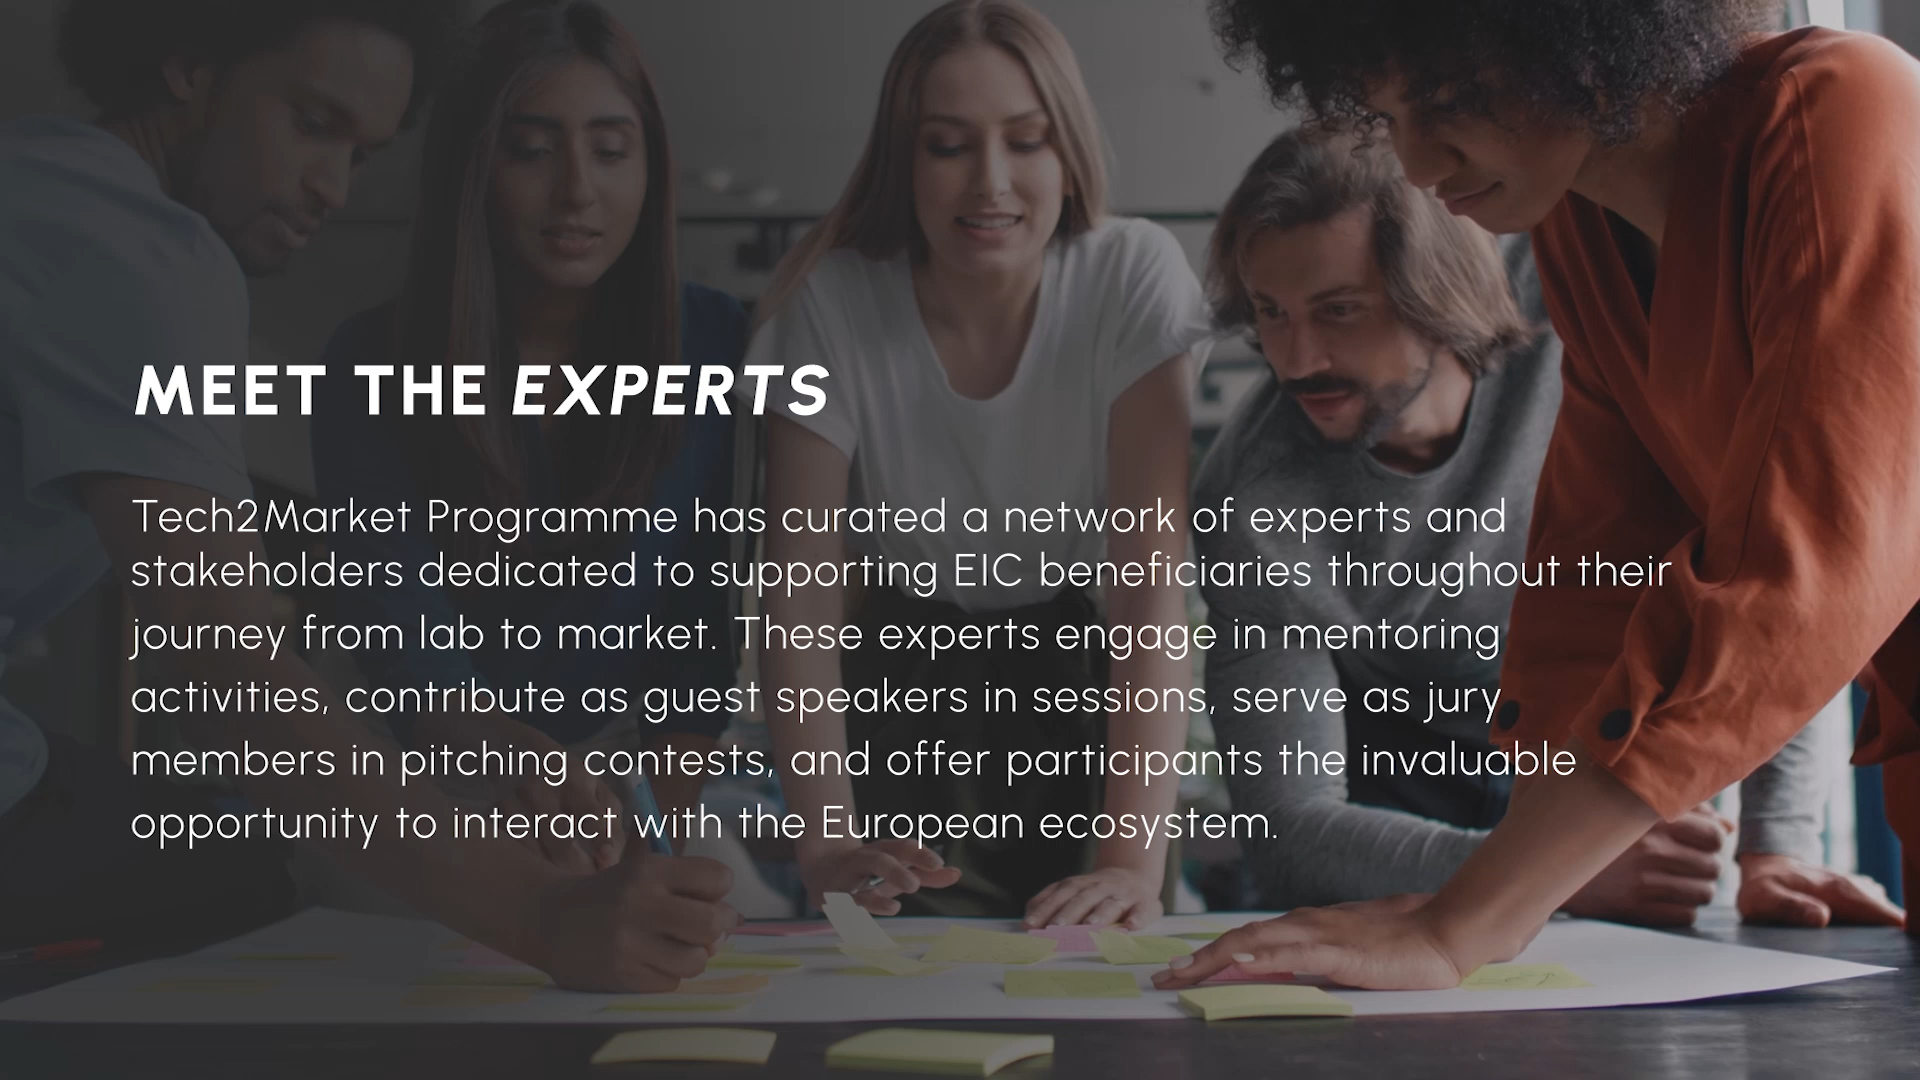 MEET THE EXPERTS
Tech2Market Programme has curated a network of experts and
stakeholders dedicated to supporting EIC beneficiaries throughout their
journey from lab to market. These experts engage in mentoring
activities, contribute as guest speakers in sessions, serve as jury
members in pitching contests, and offer participants the invaluable
opportunity to interact with the European ecosystem.